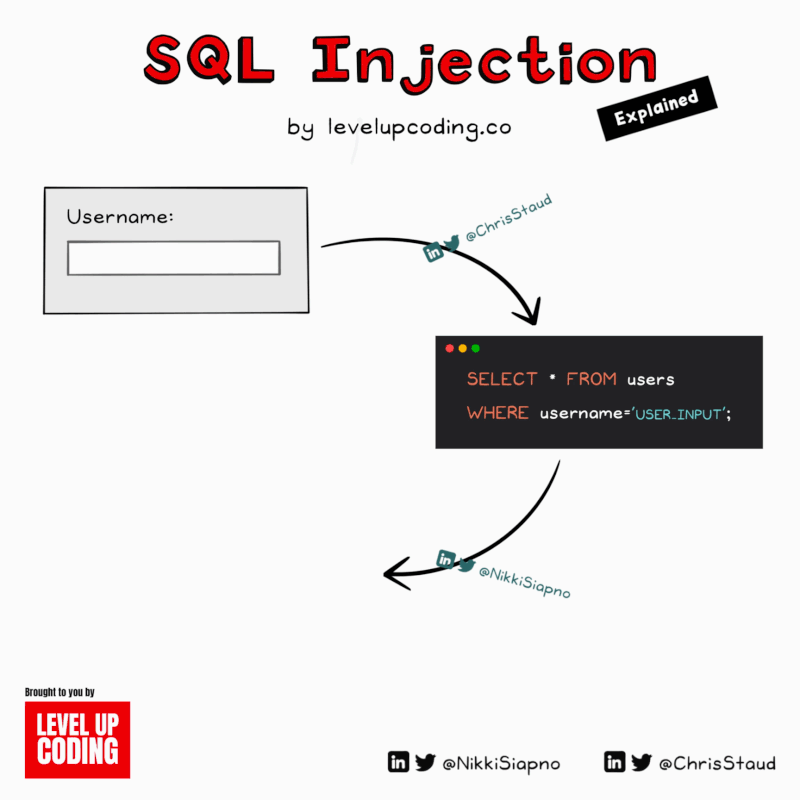 SQL Injection
Explained
by levelupcoding.co
Username:
@ChrisStaud
SELECT * FROM users
WHERE username='USER_INPUT';
@NikkiSiapno
Brought to you by
LEVEL UP
CODING
@NikkiSiapno
@ChrisStaud